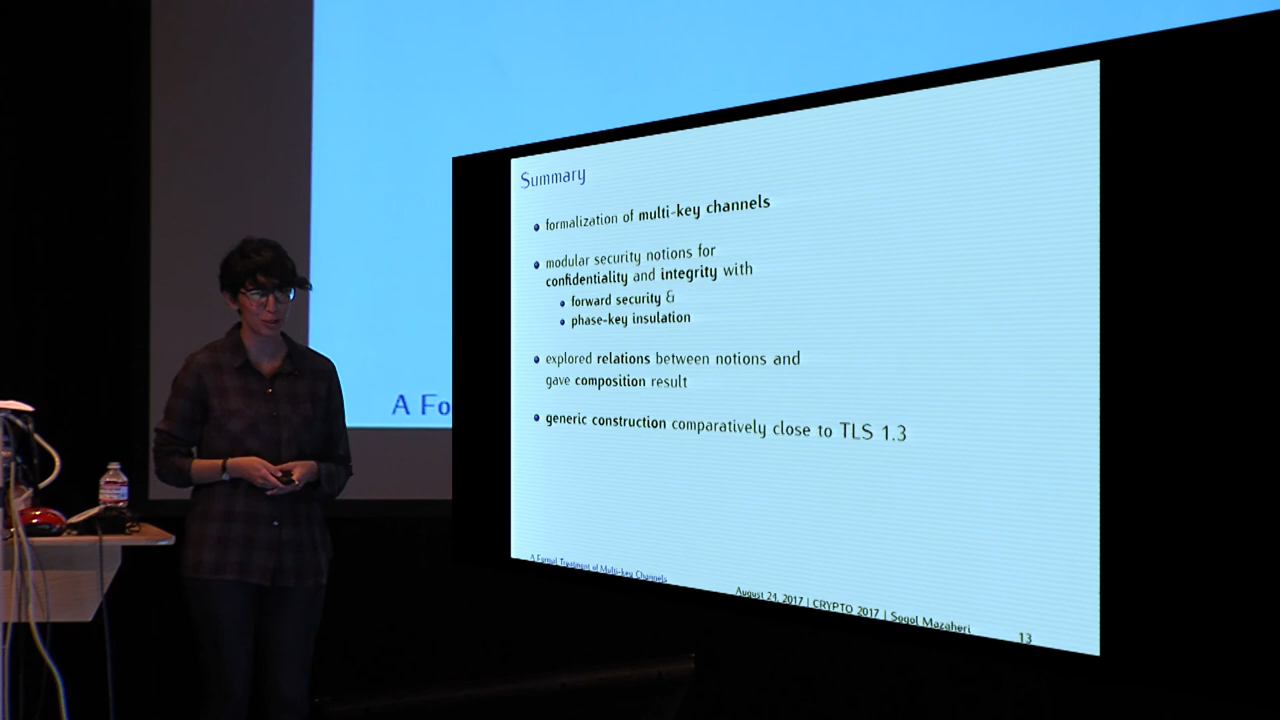 Summary
formalization of multi-key channels
modular security notions for
confidentiality and integrity with
forward security &
phase-key insulation
explored relations between notions and
gave composition result
generic construction comparatively close to TLS 1.3
A Formal Treatment of Multi-key Channels
August 24, 2017 | CRYPTO 2017 | Sogol Mazaheri
13
A Fo